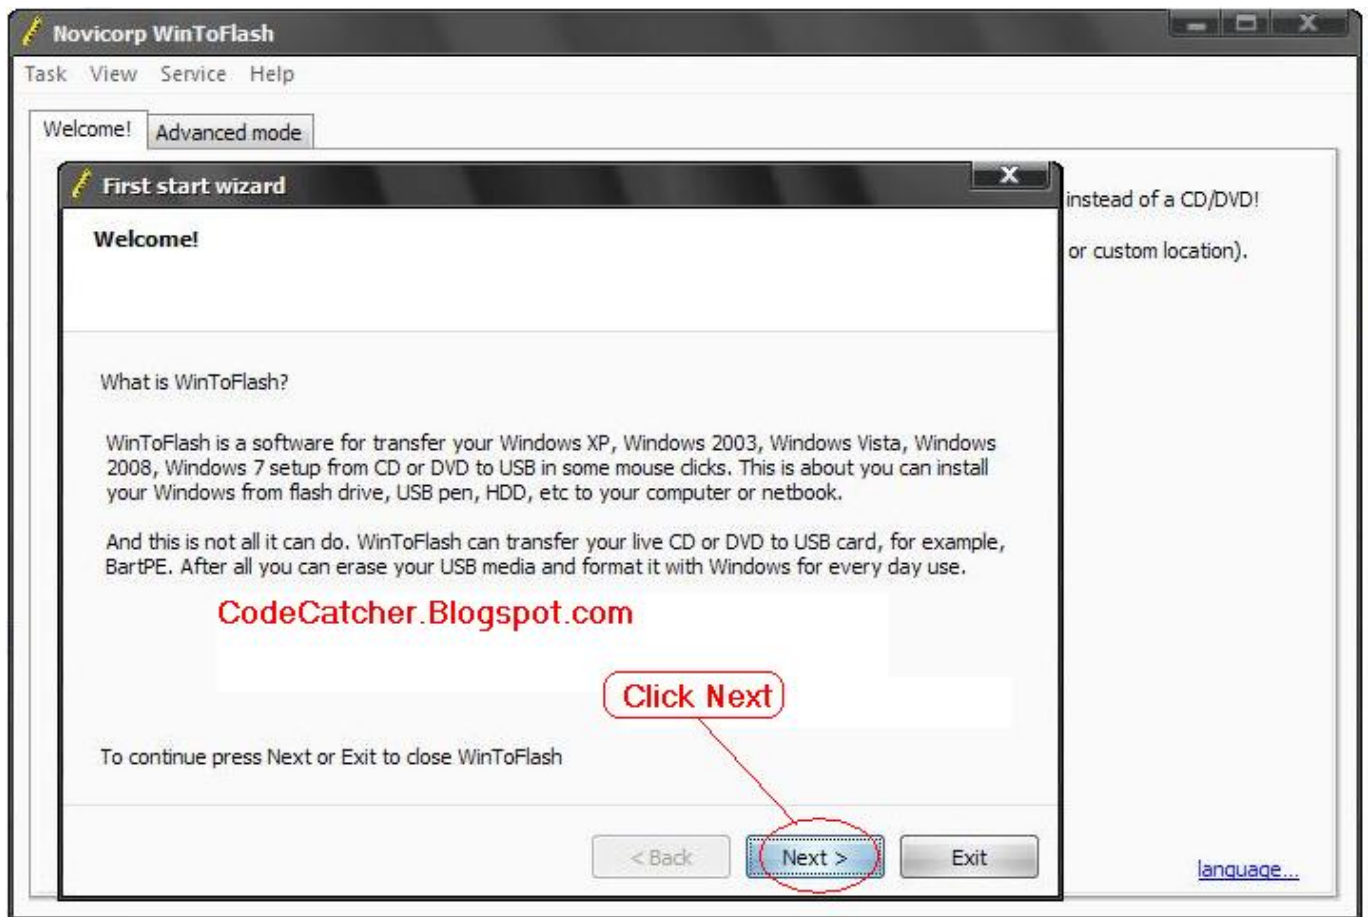 Novicorp WinToFlash
Task View Service Help
Welcome! Advanced mode
First start wizard
X
instead of a CD/DVD!
Welcome!
or custom location).
What is WinToFlash?
WinToFlash is a software for transfer your Windows XP, Windows 2003, Windows Vista, Windows
2008, Windows 7 setup from CD or DVD to USB in some mouse clicks. This is about you can install
your Windows from flash drive, USB pen, HDD, etc to your computer or netbook.
And this is not all it can do. WinToFlash can transfer your live CD or DVD to USB card, for example,
BartPE. After all you can erase your USB media and format it with Windows for every day use.
CodeCatcher.Blogspot.com
Click Next
To continue press Next or Exit to close WinToFlash
< Back Next > Exit
language...